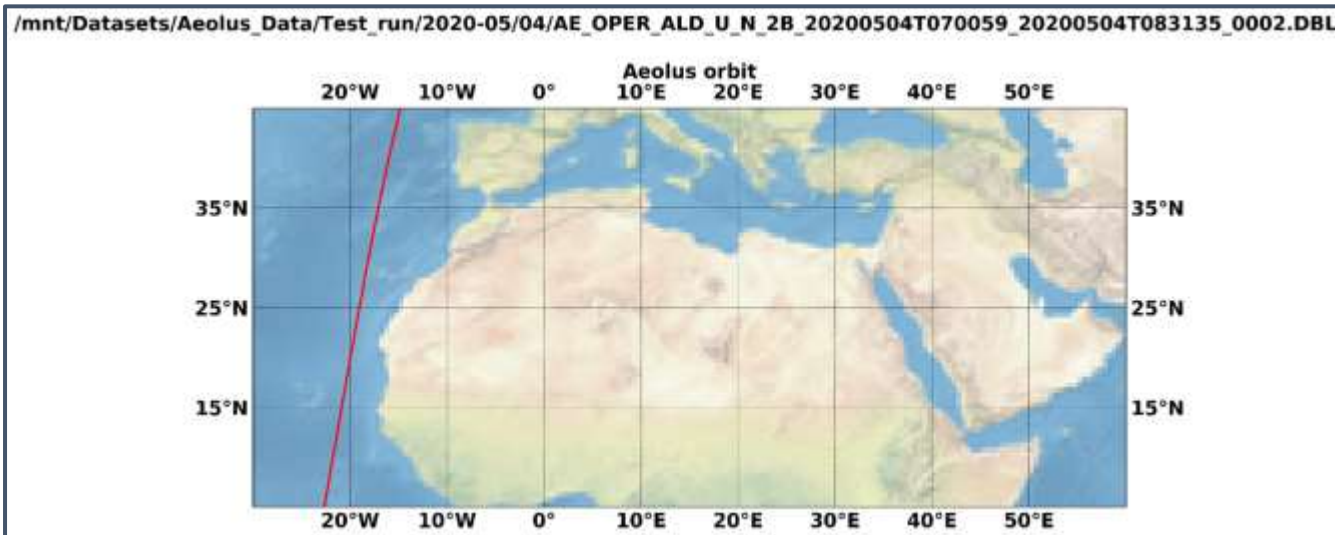 /mnt/Datasets/Aeolus_Data/Test_run/2020-05/04/AE_OPER_ALD_U_N_2B_20200504T070059_20200504T083135_0002.DBL
Aeolus orbit
20°W 10°W 0° 10°E 20°E 30°E 40°E 50°E
35°N 35°N
25°N 25°N
15°N 15°N
20°W 10°W 0° 10°E 20°E 30°E 40°E 50°E